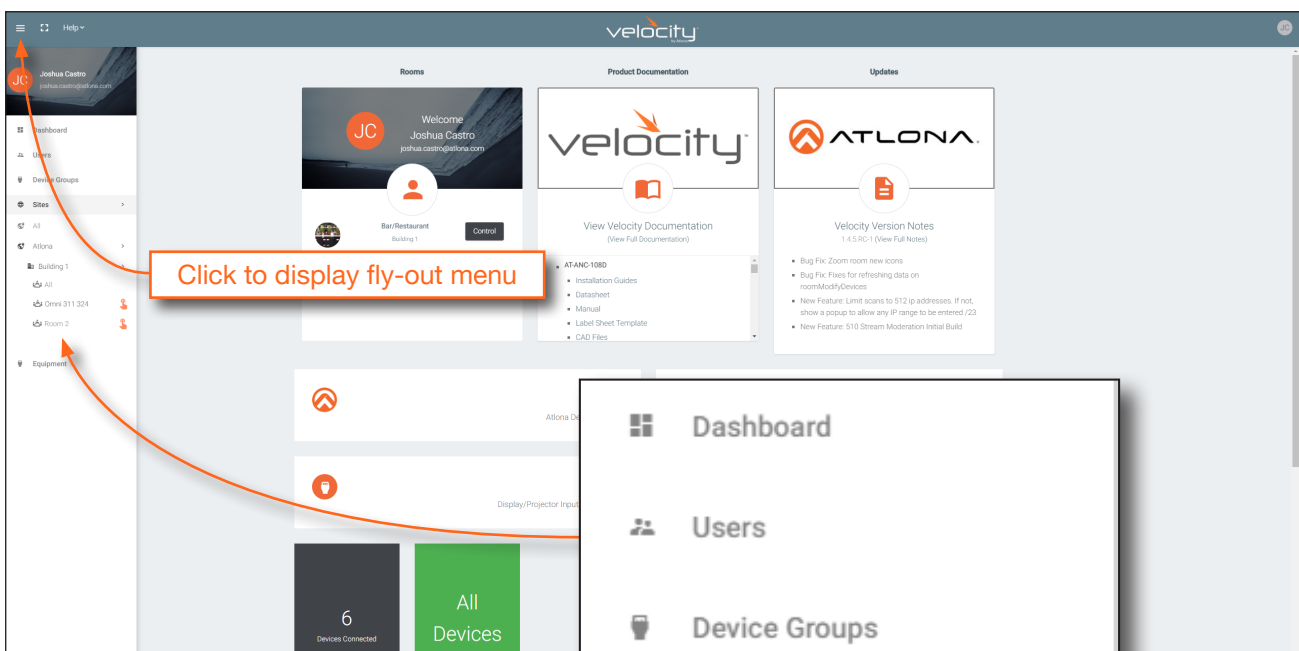 Help
velocity
by Atlona
JC
JC
Joshua Castro
joshua.castro@atlona.com
Dashboard
Users
Device Groups
Sites
All
Atlona
Building 1
All
Omni 311 324
Room 2
Equipment
Click to display fly-out menu
Rooms
JC
Welcome
Joshua Castro
joshua.castro@atlona.com
Bar/Restaurant
Building 1
Control
Product Documentation
velocity
View Velocity Documentation
(View Full Documentation)
AT-ANC-108D
Installation Guides
Datasheet
Manual
Label Sheet Template
CAD Files
Updates
ATLONA.
Velocity Version Notes
1.4.5 RC-1 (View Full Notes)
Bug Fix: Zoom room new icons
Bug Fix: Fixes for refreshing data on
roomModifyDevices
New Feature: Limit scans to 512 ip addresses. If not,
show a popup to allow any IP range to be entered /23
New Feature: 510 Stream Moderation Initial Build
Atlona
Display/Projector Input
6
Devices Connected
All
Devices
Dashboard
Users
Device Groups